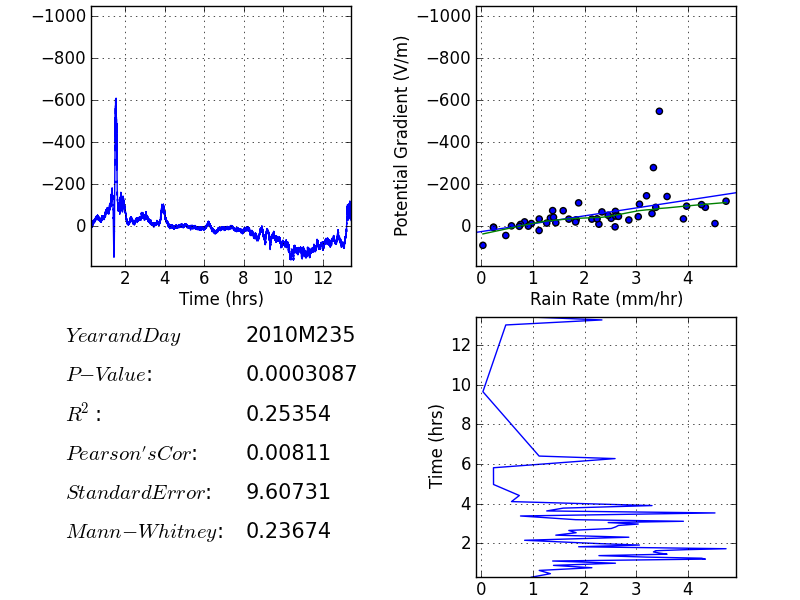 −1000
−800
−600
−400
−200
0
2 4 6 8 10 12
Time (hrs)
Potential Gradient (V/m)
−1000
−800
−600
−400
−200
0
0 1 2 3 4
Rain Rate (mm/hr)
YearandDay 2010M235
P−Value: 0.0003087
R²: 0.25354
Pearson'sCor: 0.00811
StandardError: 9.60731
Mann−Whitney: 0.23674
Time (hrs)
12
10
8
6
4
2
0 1 2 3 4